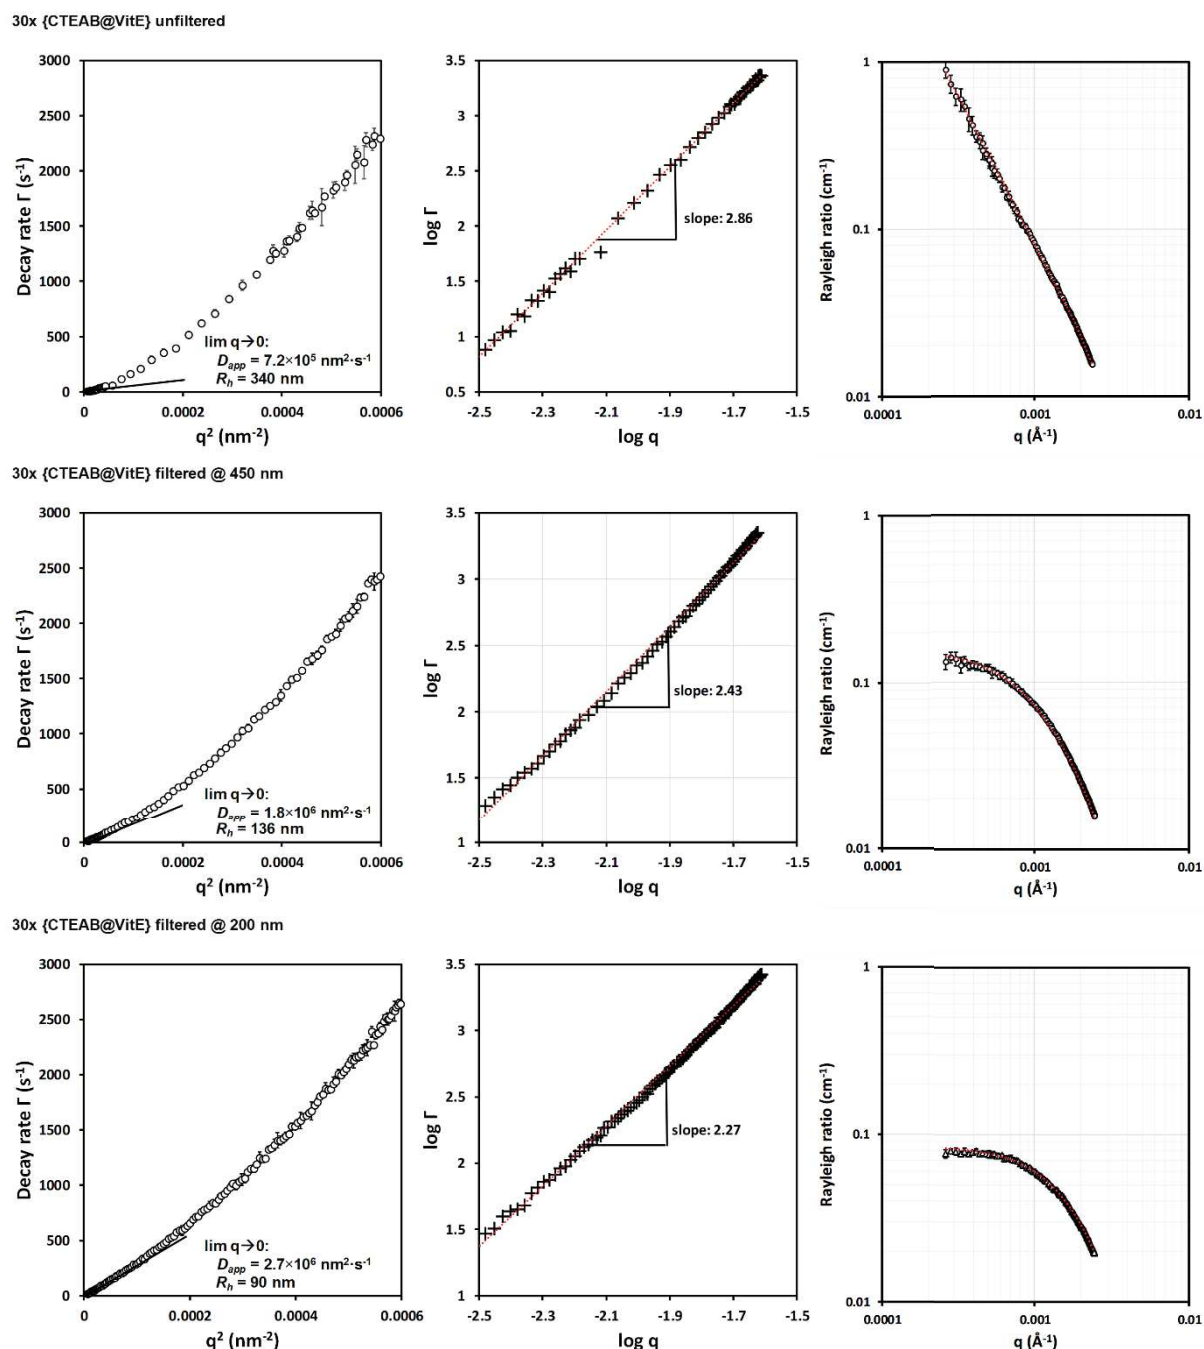 30x {CTEAB@VitE} unfiltered
3000
2500
2000
1500
1000
500
0
Decay rate Γ (s⁻¹)
lim q→0:
D_app = 7.2×10⁵ nm²·s⁻¹
R_h = 340 nm
0 0.0002 0.0004 0.0006
q² (nm⁻²)
3.5
3
2.5
2
1.5
1
0.5
log Γ
slope: 2.86
-2.5 -2.3 -2.1 -1.9 -1.7 -1.5
log q
1
0.1
0.01
Rayleigh ratio (cm⁻¹)
0.0001 0.001 0.01
q (Å⁻¹)
30x {CTEAB@VitE} filtered @ 450 nm
3000
2500
2000
1500
1000
500
0
Decay rate Γ (s⁻¹)
lim q→0:
D_app = 1.8×10⁶ nm²·s⁻¹
R_h = 136 nm
0 0.0002 0.0004 0.0006
q² (nm⁻²)
3.5
3
2.5
2
1.5
1
log Γ
slope: 2.43
-2.5 -2.3 -2.1 -1.9 -1.7 -1.5
log q
1
0.1
0.01
Rayleigh ratio (cm⁻¹)
0.0001 0.001 0.01
q (Å⁻¹)
30x {CTEAB@VitE} filtered @ 200 nm
3000
2500
2000
1500
1000
500
0
Decay rate Γ (s⁻¹)
lim q→0:
D_app = 2.7×10⁶ nm²·s⁻¹
R_h = 90 nm
0 0.0002 0.0004 0.0006
q² (nm⁻²)
3.5
3
2.5
2
1.5
1
log Γ
slope: 2.27
-2.5 -2.3 -2.1 -1.9 -1.7 -1.5
log q
1
0.1
0.01
Rayleigh ratio (cm⁻¹)
0.0001 0.001 0.01
q (Å⁻¹)